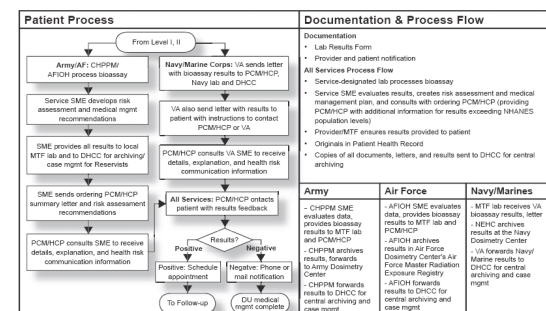 Patient Process
From Level I, II
Army/AF: CHPPM/
AFIOH process bioassay
Service SME develops risk
assessment and medical mgmt
recommendations
SME provides all results to local
MTF lab and to DHCC for archiving/
case mgmt for Reservists
SME sends ordering PCM/HCP
summary letter and risk assessment
recommendations
PCM/HCP consults SME to receive
details, explanation, and health risk
communication information
Navy/Marine Corps: VA sends letter
with bioassay results to PCM/HCP,
Navy lab and DHCC
VA also send letter with results to
patient with instructions to contact
PCM/HCP or VA
PCM/HCP consults VA SME to receive
details, explanation, and health risk
communication information
All Services: PCM/HCP ontacts
patient with results feedback
Results?
Positive
Negative
Positive: Schedule
appointment
Negative: Phone or
mail notification
To Follow-up
DU medical
mgmt complete
Documentation & Process Flow
Documentation
• Lab Results Form
• Provider and patient notification
All Services Process Flow
• Service-designated lab processes bioassay
• Service SME evaluates results, creates risk assessment and medical
management plan, and consults with ordering PCM/HCP (providing
PCM/HCP with additional information for results exceeding NHANES
population levels)
• Provider/MTF ensures results provided to patient
• Originals in Patient Health Record
• Copies of all documents, letters, and results sent to DHCC for central
archiving
Army
- CHPPM SME
evaluates data,
provides bioassay
results to MTF lab
and PCM/HCP
- CHPPM archives
results, forwards
to Army Dosimetry
Center
- CHPPM forwards
results to DHCC for
central archiving and
case mgmt
Air Force
- AFIOH SME evaluates
data, provides bioassay
results to MTF lab and
PCM/HCP
- AFIOH archives
results in Air Force
Dosimetry Center's Air
Force Master Radiation
Exposure Registry
- AFIOH forwards
results to DHCC for
central archiving and
case mgmt
Navy/Marines
- MTF lab receives VA
bioassay results, letter
- NEHC archives
results at the Navy
Dosimetry Center
- VA forwards Navy/
Marine results to
DHCC for central
archiving and case
mgmt